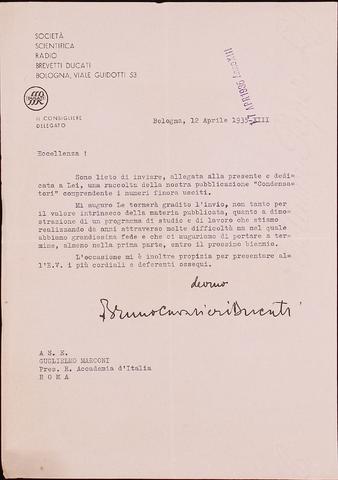 SOCIETÀ
SCIENTIFICA
RADIO
BREVETTI DUCATI
BOLOGNA, VIALE GUIDOTTI 53
IL CONSIGLIERE
DELEGATO
Bologna, 12 Aprile 1935-XIII
Eccellenza !
Sono lieto di inviare, allegata alla presente e dedi-
cata a Lei, una raccolta della nostra pubblicazione "Condensa-
tori" comprendente i numeri finora usciti.
Mi auguro Le tornerà gradito l'invio, non tanto per
il valore intrinseco della materia pubblicata, quanto a dimo-
strazione di un programma di studio e di lavoro che stiamo
realizzando da anni attraverso molte difficoltà ma nel quale
abbiamo grandissima fede e che ci auguriamo di portare a ter-
mine, almeno nella prima parte, entro il prossimo biennio.
L'occasione mi è inoltre propizia per presentare al-
l'E.V. i più cordiali e deferenti ossequi.
devmo
Bruno Cavalieri Ducati
A S. E.
GUGLIELMO MARCONI
Pres. R. Accademia d'Italia
R O M A